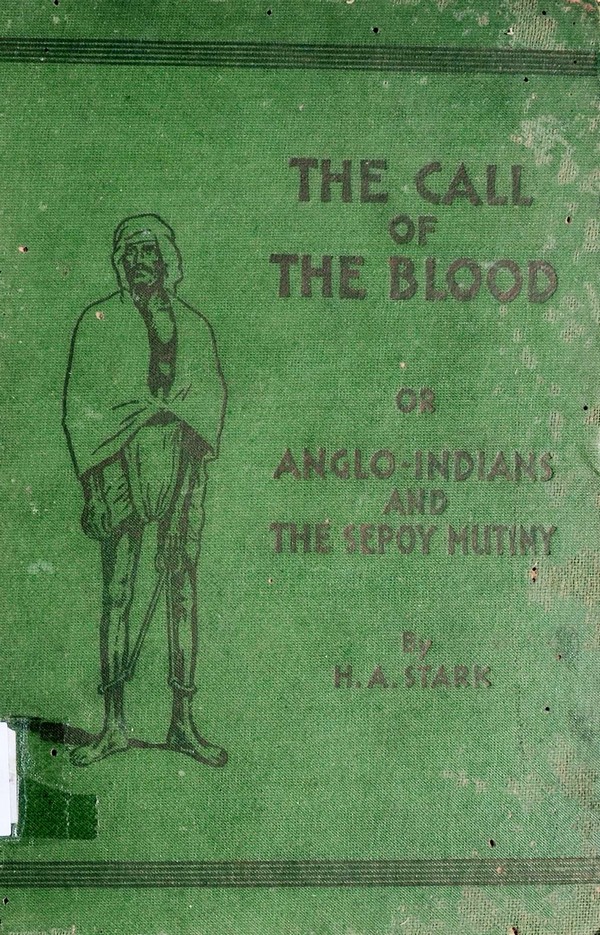 THE CALL
OF
THE BLOOD
OR
ANGLO-INDIANS
AND
THE SEPOY MUTINY
By
H. A. STARK